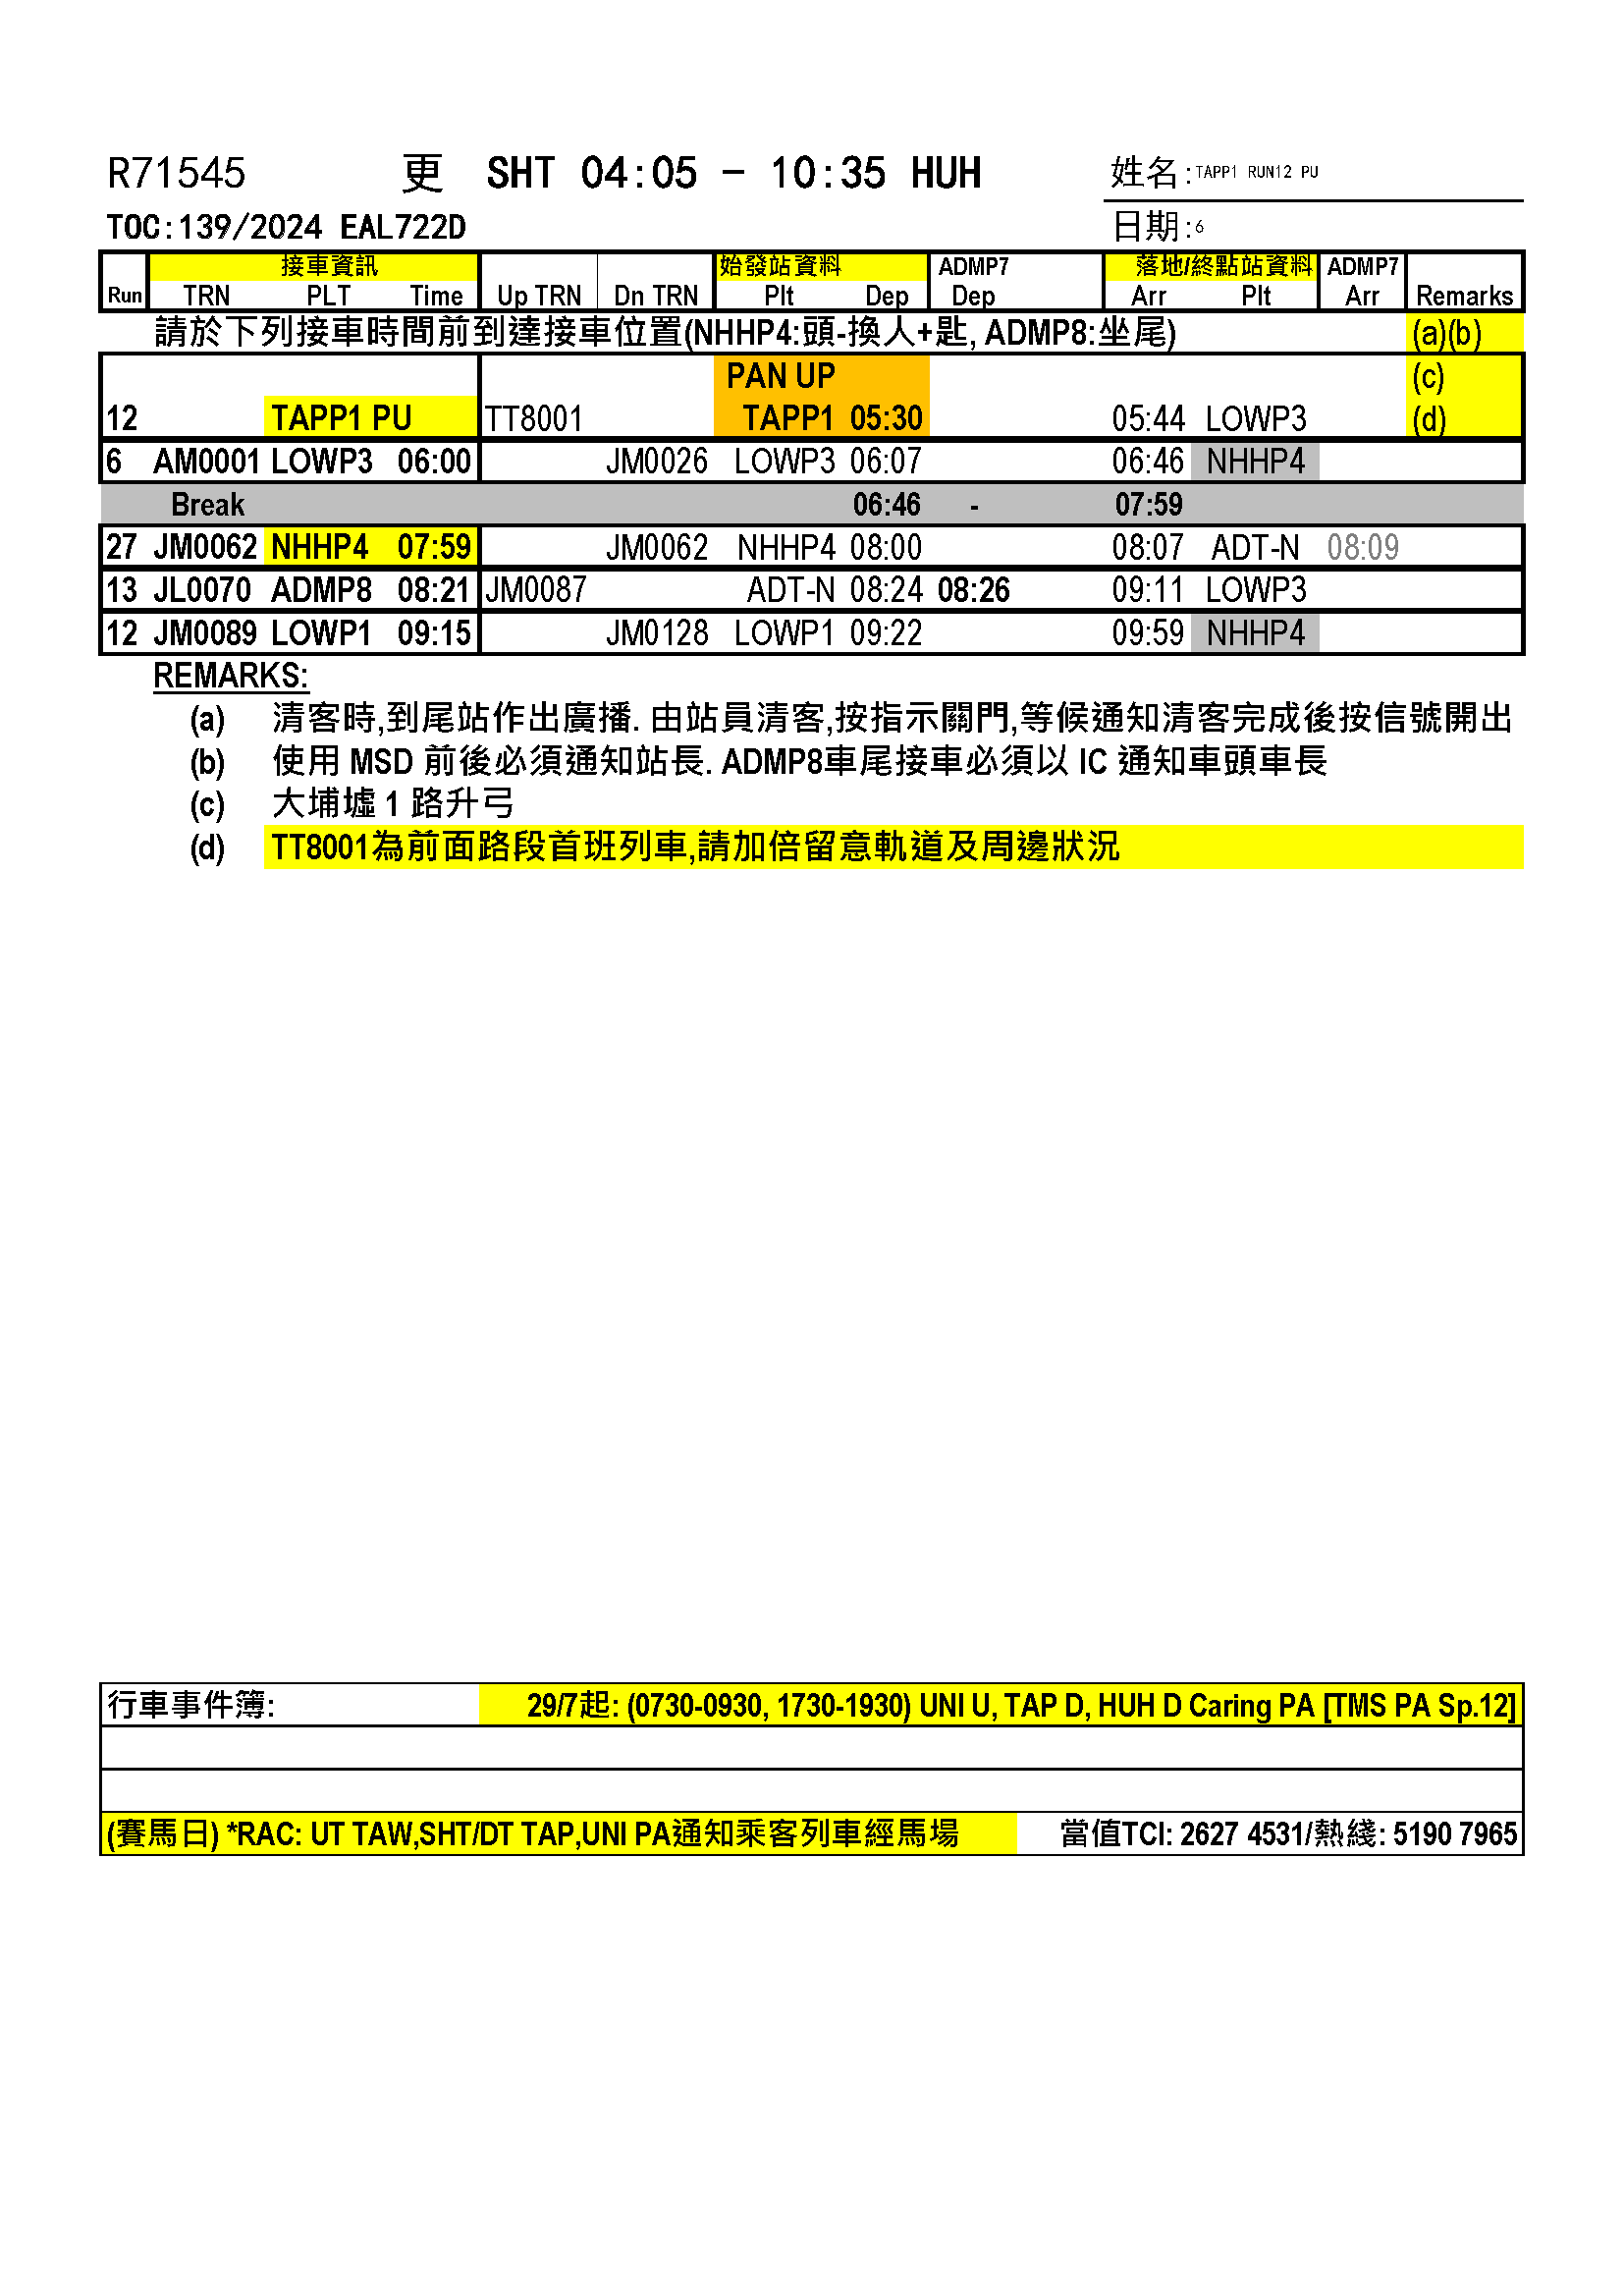 R71545 更 SHT 04:05 - 10:35 HUH 姓名:TAPP1 RUN12 PU
TOC:139/2024 EAL722D 日期:6
接車資訊 始發站資料 ADMP7 落地/終點站資料 ADMP7
Run TRN PLT Time Up TRN Dn TRN Plt Dep Dep Arr Plt Arr Remarks
請於下列接車時間前到達接車位置(NHHP4:頭-換人+匙, ADMP8:坐尾) (a)(b)
PAN UP (c)
12 TAPP1 PU TT8001 TAPP1 05:30 05:44 LOWP3 (d)
6 AM0001 LOWP3 06:00 JM0026 LOWP3 06:07 06:46 NHHP4
Break 06:46 - 07:59
27 JM0062 NHHP4 07:59 JM0062 NHHP4 08:00 08:07 ADT-N 08:09
13 JL0070 ADMP8 08:21 JM0087 ADT-N 08:24 08:26 09:11 LOWP3
12 JM0089 LOWP1 09:15 JM0128 LOWP1 09:22 09:59 NHHP4
REMARKS:
(a) 清客時,到尾站作出廣播. 由站員清客,按指示關門,等候通知清客完成後按信號開出
(b) 使用 MSD 前後必須通知站長. ADMP8車尾接車必須以 IC 通知車頭車長
(c) 大埔墟 1 路升弓
(d) TT8001為前面路段首班列車,請加倍留意軌道及周邊狀況
行車事件簿: 29/7起: (0730-0930, 1730-1930) UNI U, TAP D, HUH D Caring PA [TMS PA Sp.12]
(賽馬日) *RAC: UT TAW,SHT/DT TAP,UNI PA通知乘客列車經馬場 當值TCI: 2627 4531/熱綫: 5190 7965